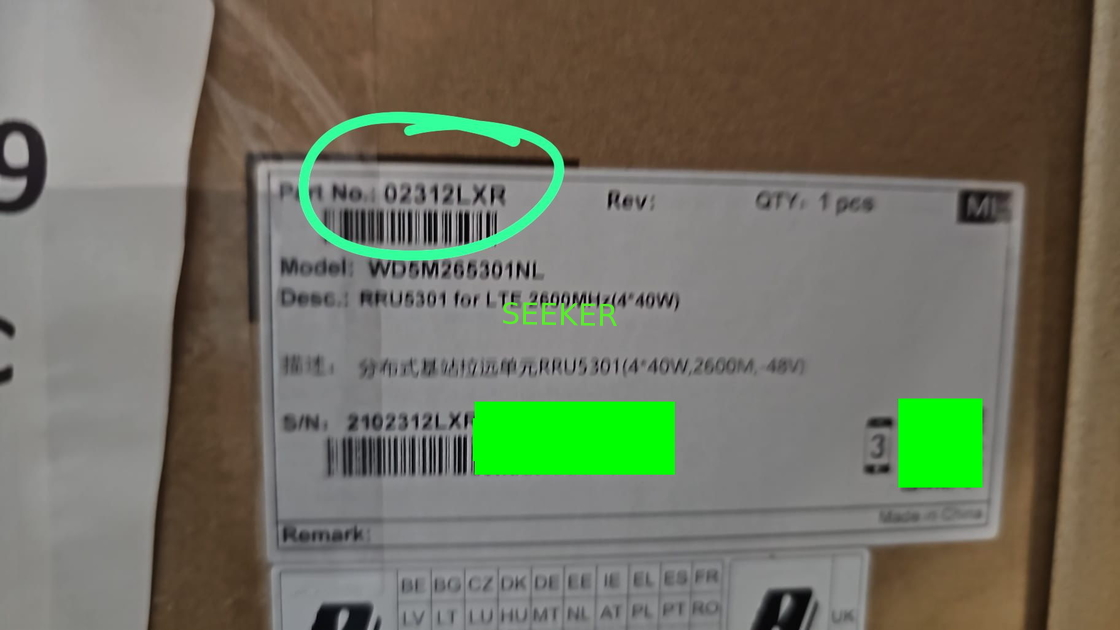 9
Part No.: 02312LXR
Rev:
QTY: 1 pcs
Model: WD5M265301NL
Desc.: RRU5301 for LTE 2600MHz(4*40W)
SEEKER
描述: 分布式基站拉远单元RRU5301(4*40W,2600M,-48V)
S/N: 2102312LXR
3
Made in China
Remark:
BE BG CZ DK DE EE IE EL ES FR
LV LT LU HU MT NL AT PL PT RO
UK